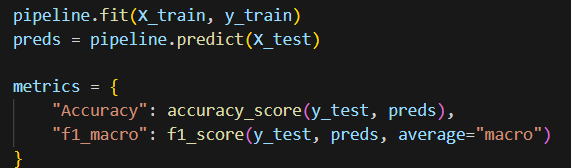 pipeline.fit(X_train, y_train)
preds = pipeline.predict(X_test)

metrics = {
    "Accuracy": accuracy_score(y_test, preds),
    "f1_macro": f1_score(y_test, preds, average="macro")
}